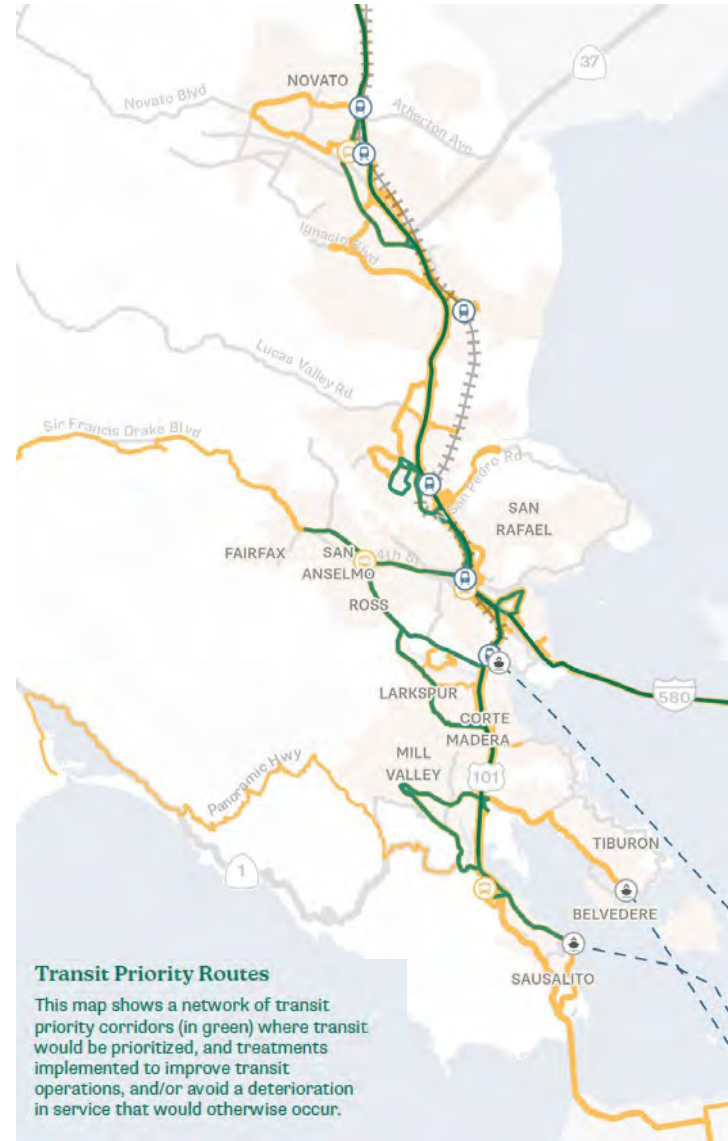 37
NOVATO
Novato Blvd
Atherton Ave
Ignacio Blvd
Lucas Valley Rd
Sir Francis Drake Blvd
San Pedro Rd
SAN
RAFAEL
FAIRFAX
SAN
ANSELMO
4th St
ROSS
580
LARKSPUR
CORTE
MADERA
MILL
VALLEY
101
Panoramic Hwy
1
TIBURON
BELVEDERE
SAUSALITO
Transit Priority Routes
This map shows a network of transit
priority corridors (in green) where transit
would be prioritized, and treatments
implemented to improve transit
operations, and/or avoid a deterioration
in service that would otherwise occur.